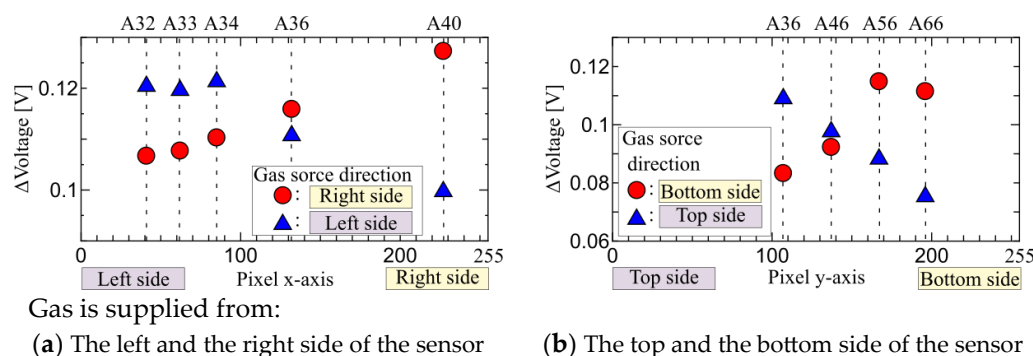 A32 A33 A34 A36 A40
ΔVoltage [V]
0.12
0.1
Gas sorce direction
: Right side
: Left side
0 100 200 255
Left side Pixel x-axis Right side
A36 A46 A56 A66
ΔVoltage [V]
0.12
0.1
0.08
0.06
Gas sorce
direction
: Bottom side
: Top side
0 100 200 255
Top side Pixel y-axis Bottom side
Gas is supplied from:
(a) The left and the right side of the sensor
(b) The top and the bottom side of the sensor